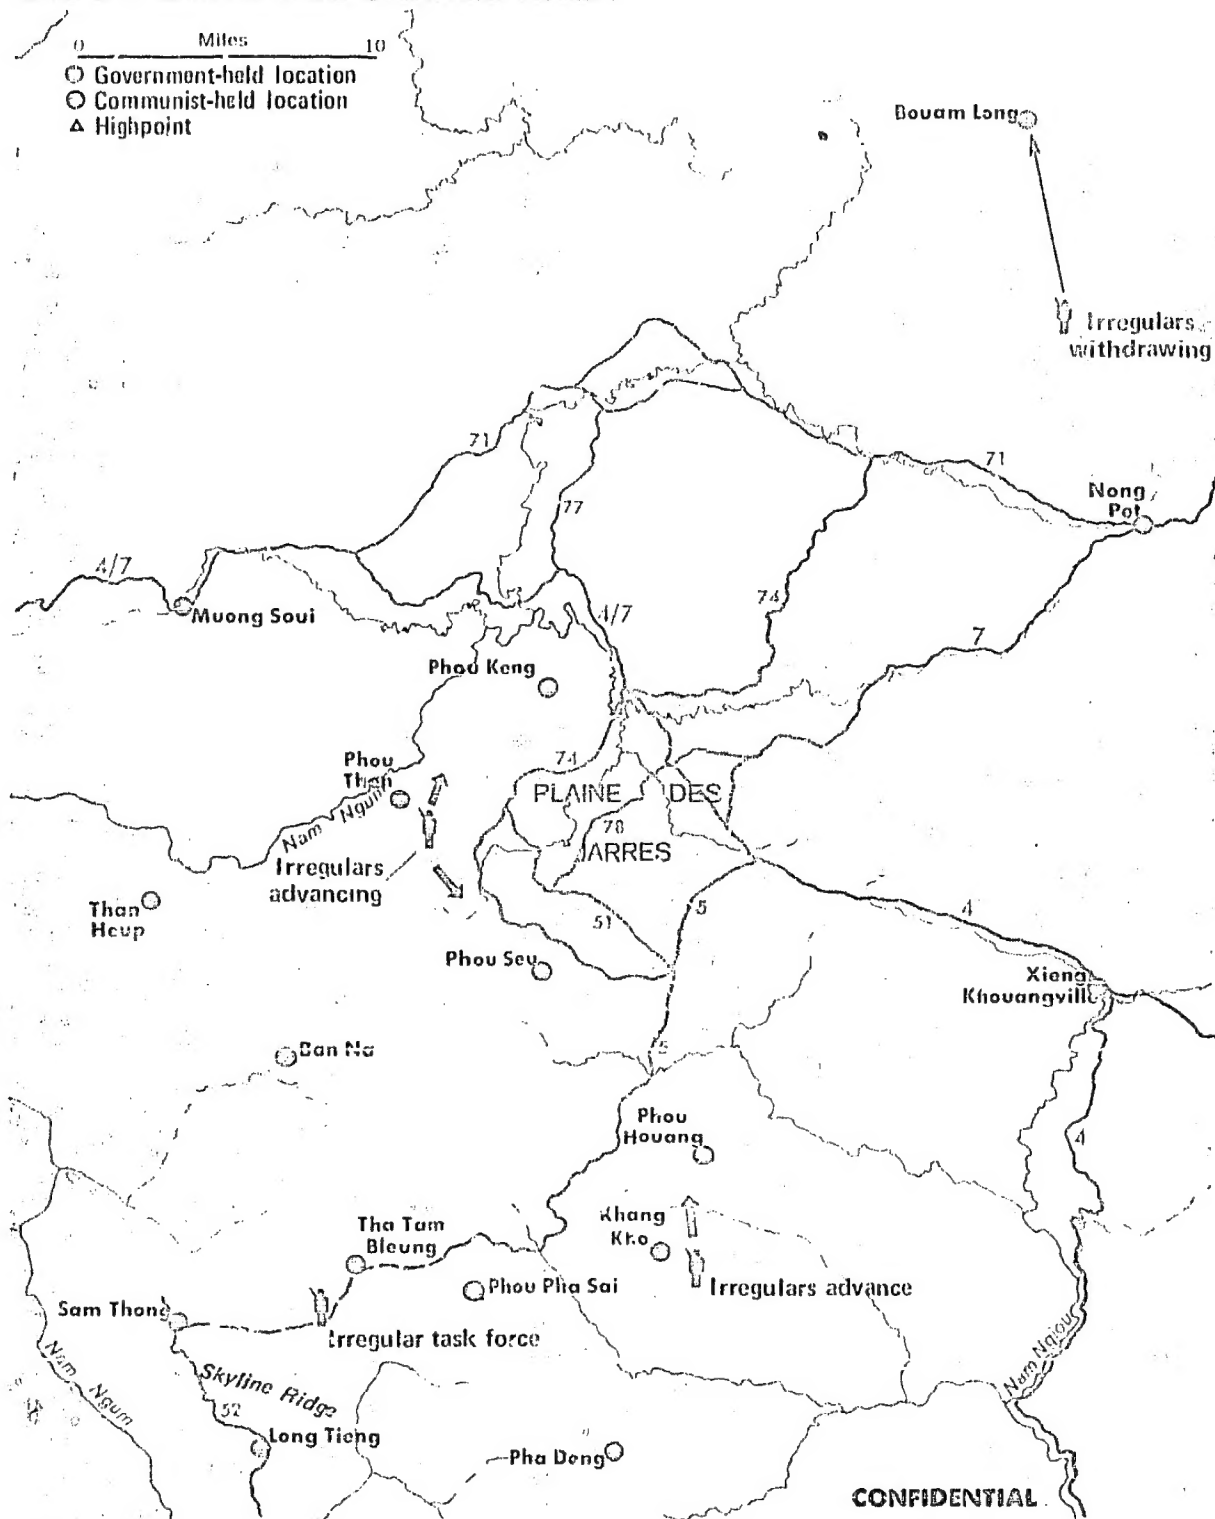 0 Miles 10
Government-held location
Communist-held location
Highpoint
Bouam Long
Irregulars
withdrawing
71
71
Nong
Pot
77
4/7
Muong Soui
74
4/7
7
Phou Keng
Phou
Than
74
PLAINE DES
78
JARRES
Nam Ngum
Irregulars
advancing
Than
Heup
5
4
51
Phou Seu
Xieng
Khouangville
Ban Na
5
Phou
Houang
4
Khang
Kho
Tha Tam
Bleung
Phou Pha Sai
Irregulars advance
Sam Thong
Irregular task force
Nam Ngum
Skyline Ridge
52
Long Tieng
Nam Ngiou
Pha Dong
CONFIDENTIAL